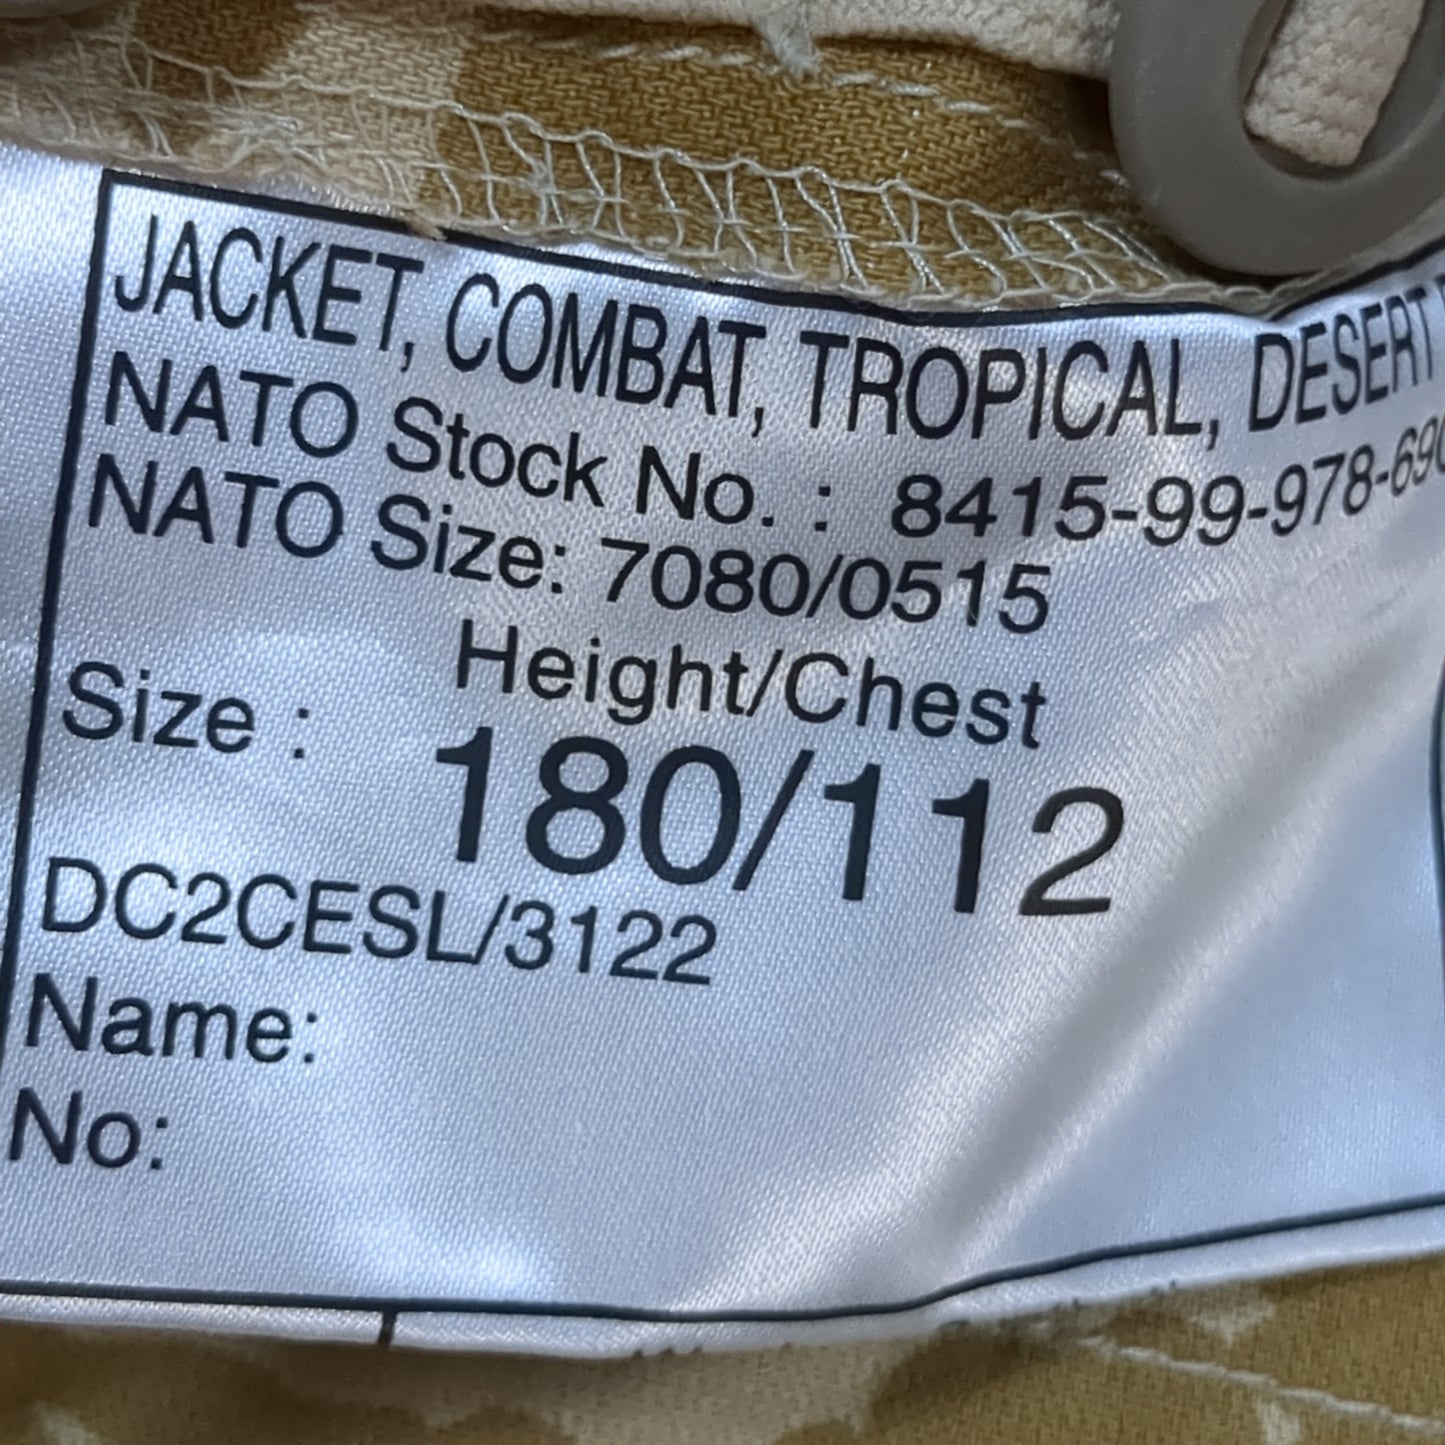 JACKET, COMBAT, TROPICAL, DESERT
NATO Stock No. : 8415-99-978-69
NATO Size: 7080/0515
Height/Chest
Size : 180/112
DC2CESL/3122
Name:
No: